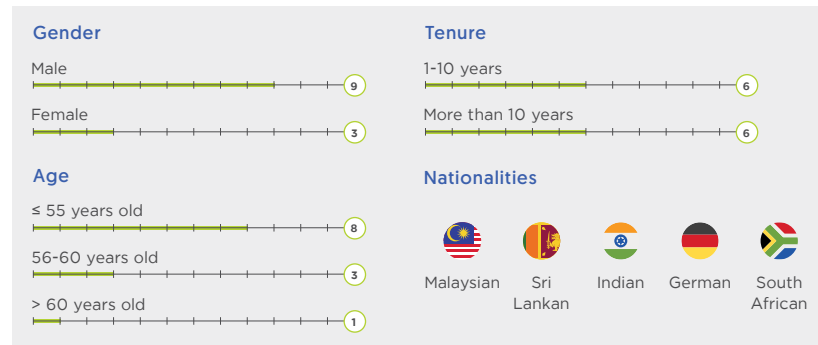 Gender
Male
9
Female
3
Age
≤ 55 years old
8
56-60 years old
3
> 60 years old
1
Tenure
1-10 years
6
More than 10 years
6
Nationalities
Malaysian
Sri
Lankan
Indian
German
South
African